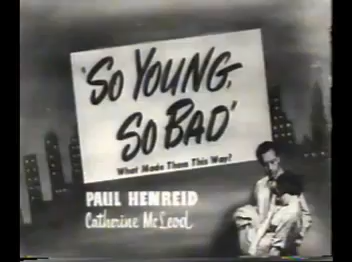 'SO YOUNG,
SO BAD'
What Made Them This Way?
PAUL HENREID
Catherine McLeod